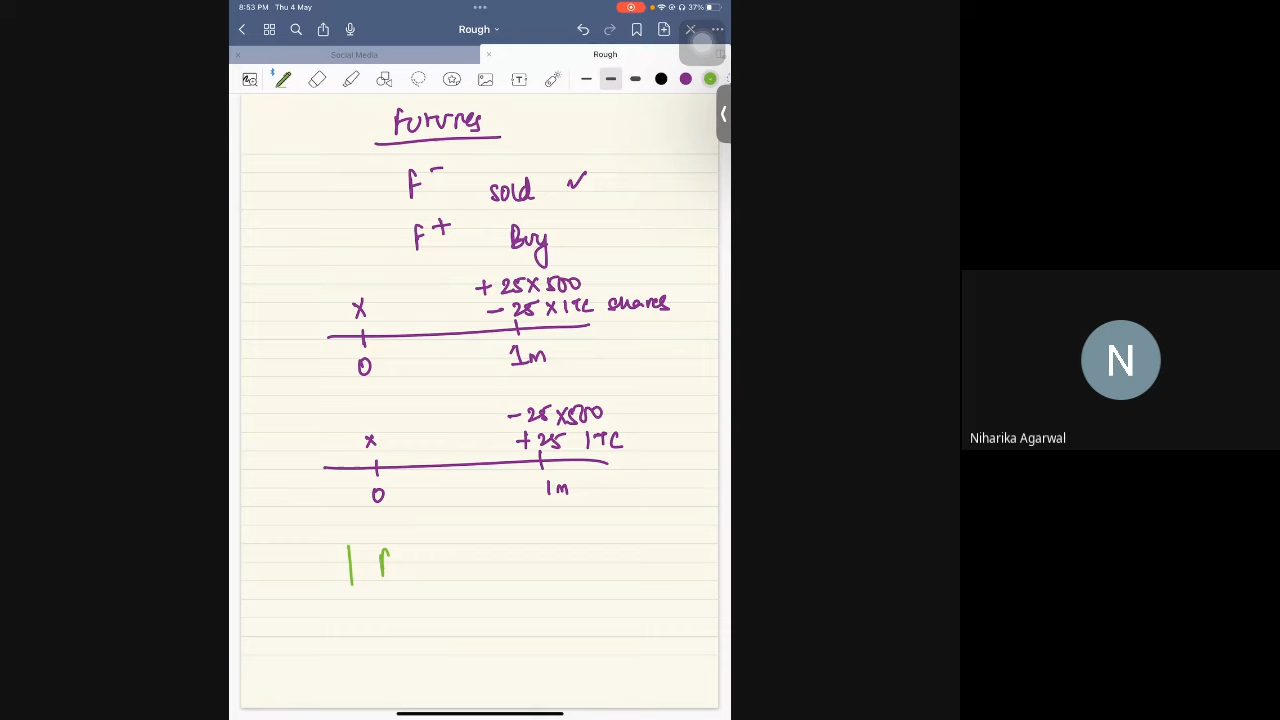 8:53 PM Thu 4 May
37%
Rough
Social Media
Rough
Futures
F⁻ sold ✓
F⁺ Buy
+ 25 X 500
X - 25 X ITC shares
0 1m
- 25 X 500
x + 25 ITC
0 1m
N
Niharika Agarwal